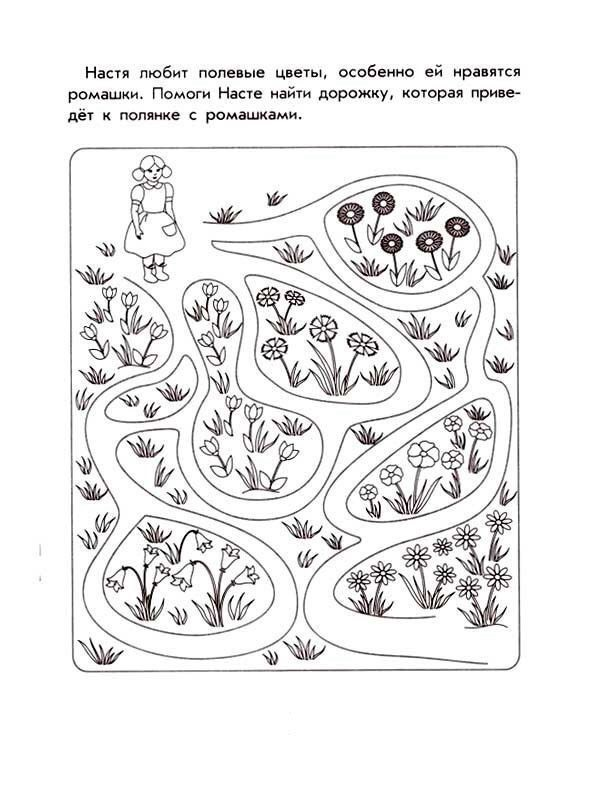 Настя любит полевые цветы, особенно ей нравятся
ромашки. Помоги Насте найти дорожку, которая приве-
дёт к полянке с ромашками.